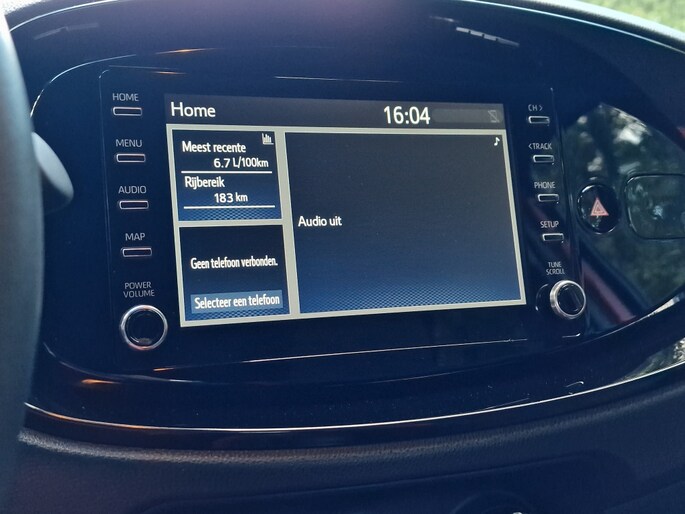 HOME
MENU
AUDIO
MAP
POWER
VOLUME
Home
16:04
Meest recente
6.7 L/100km
Rijbereik
183 km
Geen telefoon verbonden.
Selecteer een telefoon
Audio uit
CH >
< TRACK
PHONE
SETUP
TUNE
SCROLL